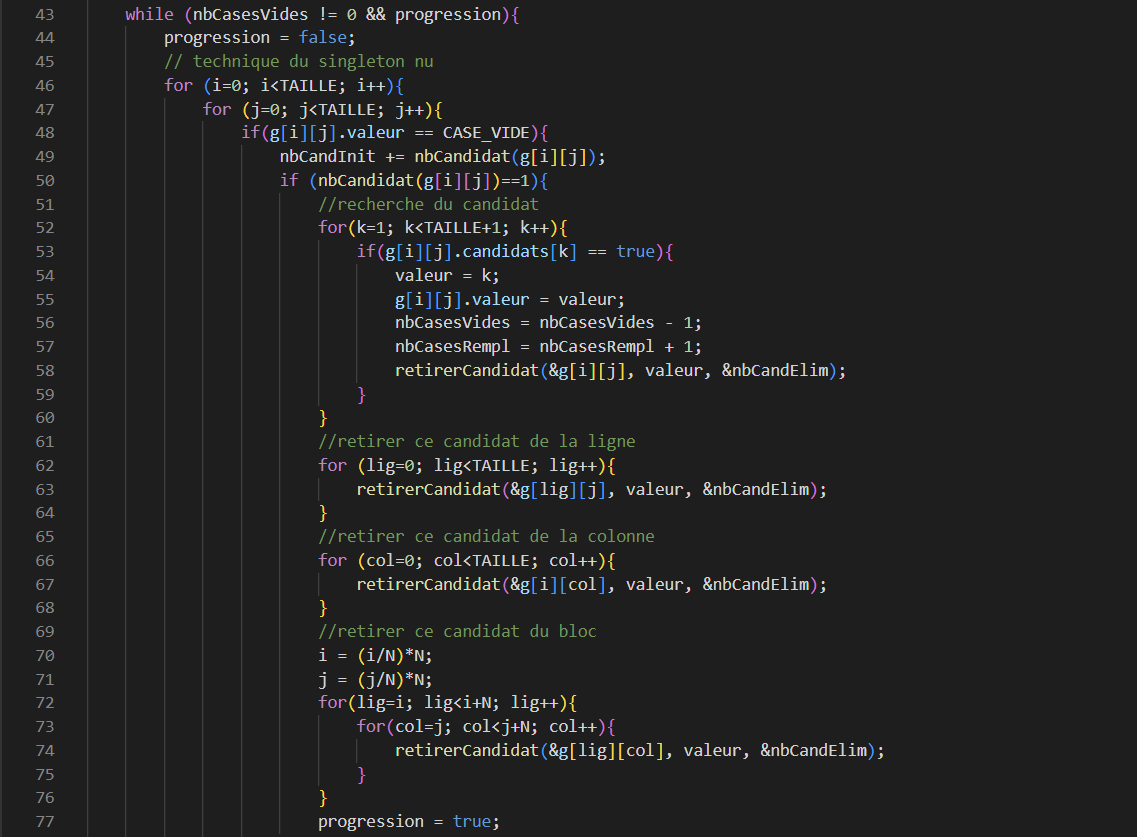 43 while (nbCasesVides != 0 && progression){
44 progression = false;
45 // technique du singleton nu
46 for (i=0; i<TAILLE; i++){
47 for (j=0; j<TAILLE; j++){
48 if(g[i][j].valeur == CASE_VIDE){
49 nbCandInit += nbCandidat(g[i][j]);
50 if (nbCandidat(g[i][j])==1){
51 //recherche du candidat
52 for(k=1; k<TAILLE+1; k++){
53 if(g[i][j].candidats[k] == true){
54 valeur = k;
55 g[i][j].valeur = valeur;
56 nbCasesVides = nbCasesVides - 1;
57 nbCasesRempl = nbCasesRempl + 1;
58 retirerCandidat(&g[i][j], valeur, &nbCandElim);
59 }
60 }
61 //retirer ce candidat de la ligne
62 for (lig=0; lig<TAILLE; lig++){
63 retirerCandidat(&g[lig][j], valeur, &nbCandElim);
64 }
65 //retirer ce candidat de la colonne
66 for (col=0; col<TAILLE; col++){
67 retirerCandidat(&g[i][col], valeur, &nbCandElim);
68 }
69 //retirer ce candidat du bloc
70 i = (i/N)*N;
71 j = (j/N)*N;
72 for(lig=i; lig<i+N; lig++){
73 for(col=j; col<j+N; col++){
74 retirerCandidat(&g[lig][col], valeur, &nbCandElim);
75 }
76 }
77 progression = true;